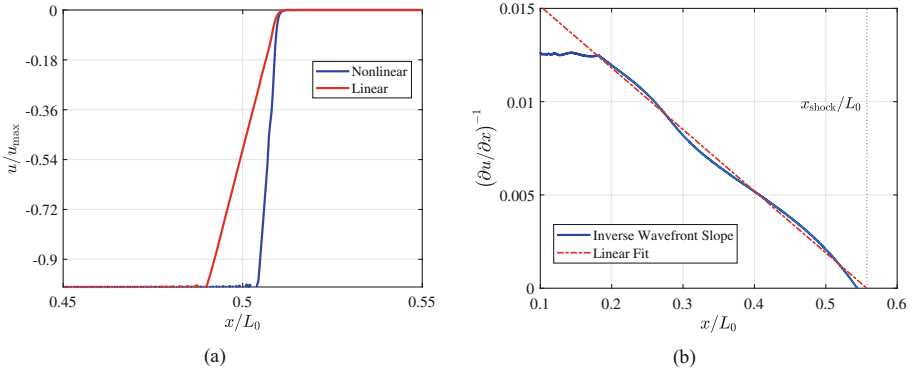 0
-0.18
-0.36
-0.54
-0.72
-0.9
u/u_max
Nonlinear
Linear
0.45
0.5
0.55
x/L_0
(a)
0.015
0.01
0.005
0
(∂u/∂x)^{-1}
x_shock/L_0
Inverse Wavefront Slope
Linear Fit
0.1
0.2
0.3
0.4
0.5
0.6
x/L_0
(b)